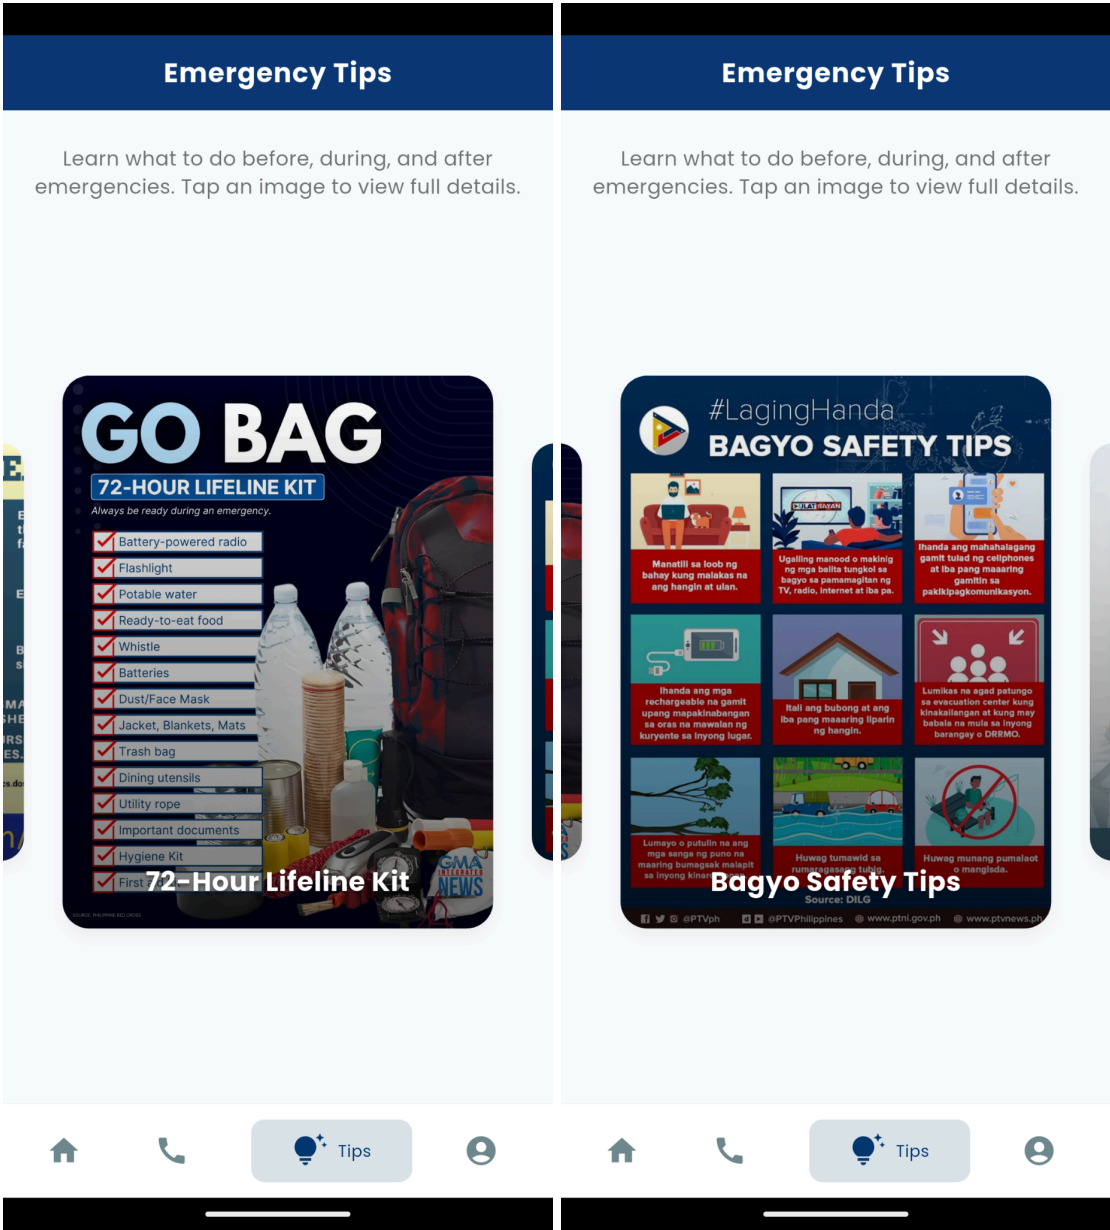 Emergency Tips
Learn what to do before, during, and after
emergencies. Tap an image to view full details.
GO BAG
72-HOUR LIFELINE KIT
Always be ready during an emergency.
Battery-powered radio
Flashlight
Potable water
Ready-to-eat food
Whistle
Batteries
Dust/Face Mask
Jacket, Blankets, Mats
Trash bag
Dining utensils
Utility rope
Important documents
Hygiene Kit
First
72-Hour Lifeline Kit
GMA
INTEGRATED
NEWS
SOURCE: PHILIPPINE RED CROSS
Tips
Emergency Tips
Learn what to do before, during, and after
emergencies. Tap an image to view full details.
#LagingHanda
BAGYO SAFETY TIPS
ULAT BAYAN
Manatili sa loob ng
bahay kung malakas na
ang hangin at ulan.
Ugaliing manood o makinig
ng mga balita tungkol sa
bagyo sa pamamagitan ng
TV, radio, internet at iba pa.
Ihanda ang mahahalagang
gamit tulad ng cellphones
at iba pang maaaring
gamitin sa
pakikipagkomunikasyon.
Ihanda ang mga
rechargeable na gamit
upang mapakinabangan
sa oras na mawalan ng
kuryente sa inyong lugar.
Itali ang bubong at ang
iba pang maaaring liparin
ng hangin.
Lumikas na agad patungo
sa evacuation center kung
kinakailangan at kung may
babala na mula sa inyong
barangay o DRRMO.
Lumayo o putulin na ang
mga sanga ng puno na
maaring bumagsak malapit
sa inyong
Huwag tumawid sa
rumaragasang tubig.
Huwag munang pumalaot
o mangisda.
Bagyo Safety Tips
Source: DILG
@PTVph
@PTVPhilippines
www.ptni.gov.ph
www.ptvnews.ph
Tips